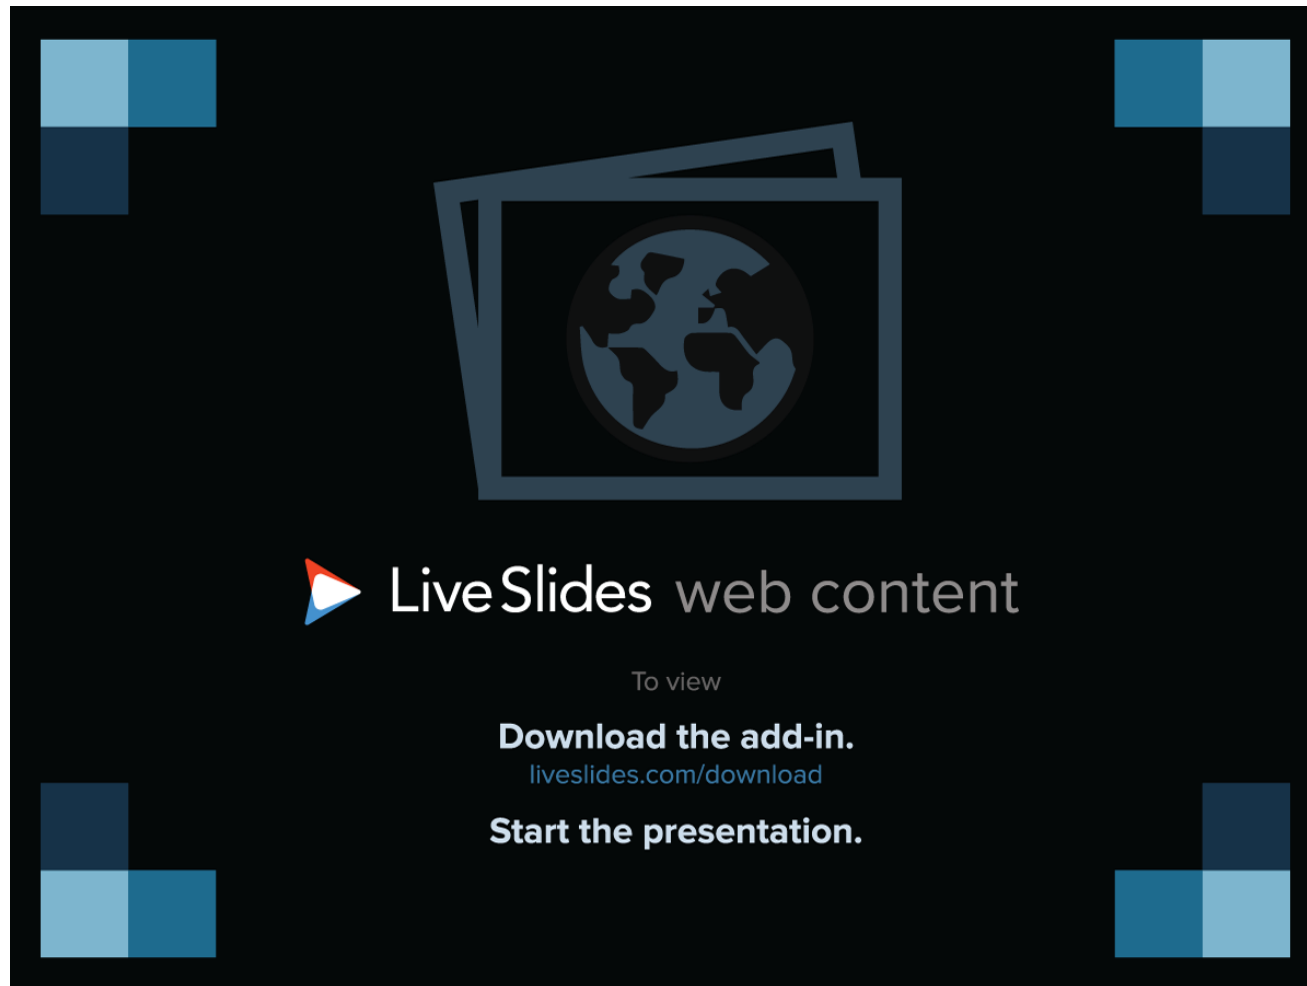 LiveSlides web content
To view
Download the add-in.
liveslides.com/download
Start the presentation.